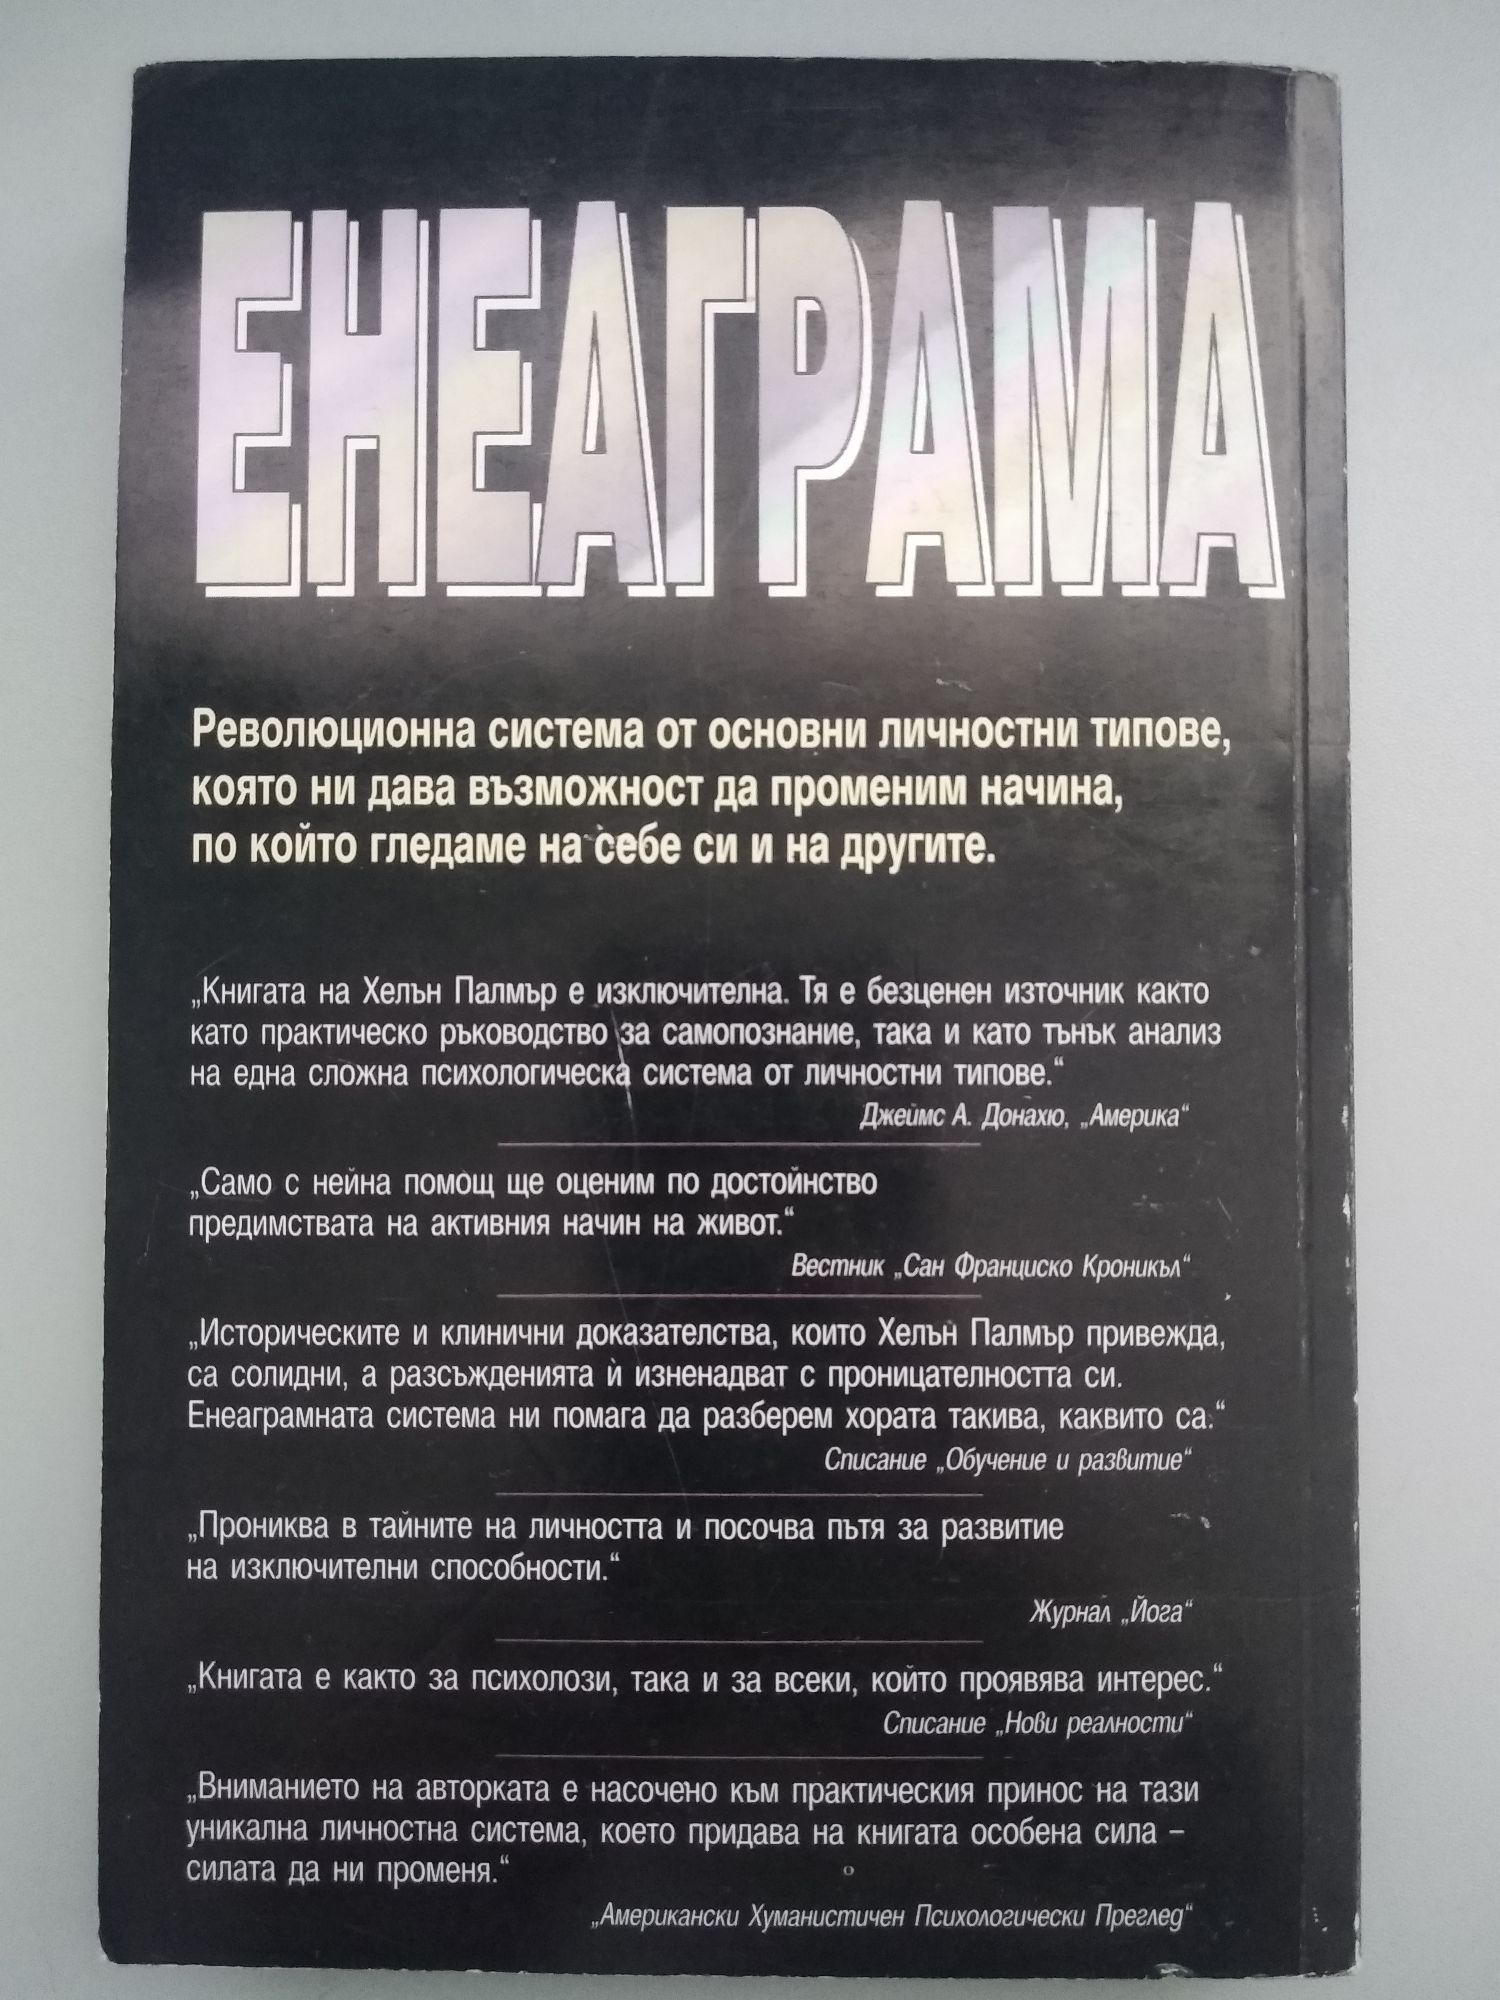 ЕНЕАГРАМА
Революционна система от основни личностни типове,
която ни дава възможност да променим начина,
по който гледаме на себе си и на другите.
„Книгата на Хелън Палмър е изключителна. Тя е безценен източник както
като практическо ръководство за самопознание, така и като тънък анализ
на една сложна психологическа система от личностни типове.“
Джеймс А. Донахю, „Америка“
„Само с нейна помощ ще оценим по достойнство
предимствата на активния начин на живот.“
Вестник „Сан Франциско Кроникъл“
„Историческите и клинични доказателства, които Хелън Палмър привежда,
са солидни, а разсъжденията ѝ изненадват с проницателността си.
Енеаграмната система ни помага да разберем хората такива, каквито са.“
Списание „Обучение и развитие“
„Прониква в тайните на личността и посочва пътя за развитие
на изключителни способности.“
Журнал „Йога“
„Книгата е както за психолози, така и за всеки, който проявява интерес.“
Списание „Нови реалности“
„Вниманието на авторката е насочено към практическия принос на тази
уникална личностна система, което придава на книгата особена сила –
силата да ни променя.“
„Американски Хуманистичен Психологически Преглед“